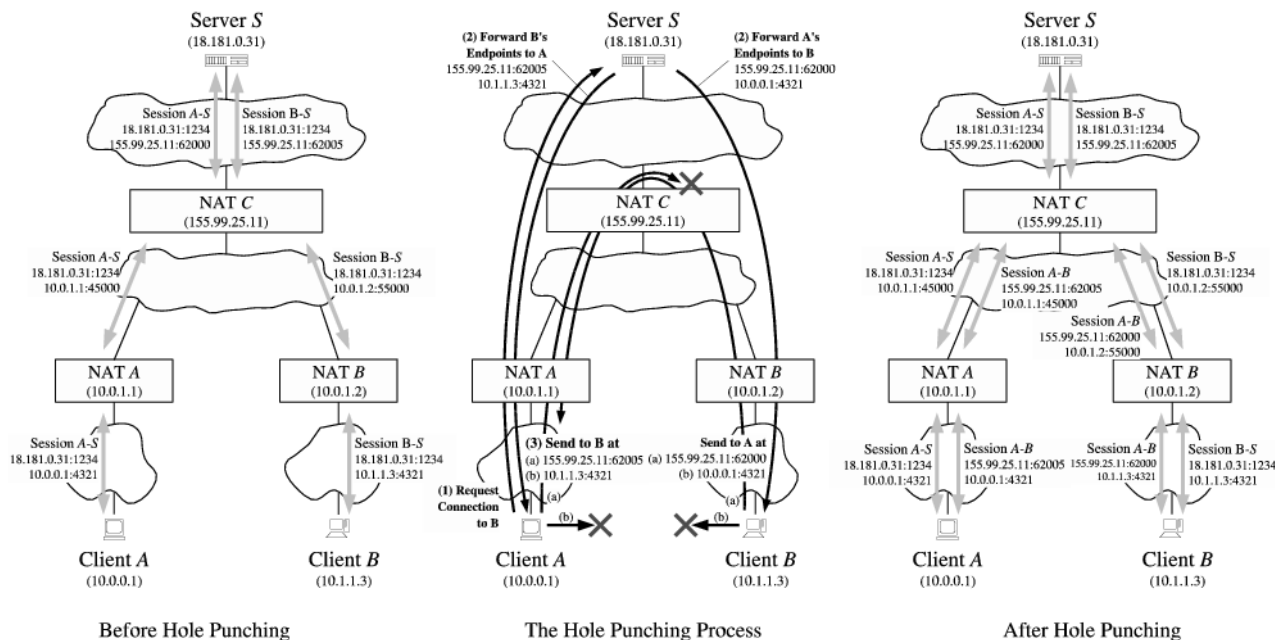 Server S
(18.181.0.31)
Session A-S
18.181.0.31:1234
155.99.25.11:62000
Session B-S
18.181.0.31:1234
155.99.25.11:62005
NAT C
(155.99.25.11)
Session A-S
18.181.0.31:1234
10.0.1.1:45000
Session B-S
18.181.0.31:1234
10.0.1.2:55000
NAT A
(10.0.1.1)
NAT B
(10.0.1.2)
Session A-S
18.181.0.31:1234
10.0.0.1:4321
Session B-S
18.181.0.31:1234
10.1.1.3:4321
Client A
(10.0.0.1)
Client B
(10.1.1.3)
Before Hole Punching
Server S
(18.181.0.31)
(2) Forward B's
Endpoints to A
155.99.25.11:62005
10.1.1.3:4321
(2) Forward A's
Endpoints to B
155.99.25.11:62000
10.0.0.1:4321
NAT C
(155.99.25.11)
NAT A
(10.0.1.1)
NAT B
(10.0.1.2)
(3) Send to B at
(a) 155.99.25.11:62005
(b) 10.1.1.3:4321
Send to A at
(a) 155.99.25.11:62000
(b) 10.0.0.1:4321
(1) Request
Connection
to B
(a)
(b)
(a)
(b)
Client A
(10.0.0.1)
Client B
(10.1.1.3)
The Hole Punching Process
Server S
(18.181.0.31)
Session A-S
18.181.0.31:1234
155.99.25.11:62000
Session B-S
18.181.0.31:1234
155.99.25.11:62005
NAT C
(155.99.25.11)
Session A-S
18.181.0.31:1234
10.0.1.1:45000
Session A-B
155.99.25.11:62005
10.0.1.1:45000
Session B-S
18.181.0.31:1234
10.0.1.2:55000
Session A-B
155.99.25.11:62000
10.0.1.2:55000
NAT A
(10.0.1.1)
NAT B
(10.0.1.2)
Session A-S
18.181.0.31:1234
10.0.0.1:4321
Session A-B
155.99.25.11:62005
10.0.0.1:4321
Session A-B
155.99.25.11:62000
10.1.1.3:4321
Session B-S
18.181.0.31:1234
10.1.1.3:4321
Client A
(10.0.0.1)
Client B
(10.1.1.3)
After Hole Punching